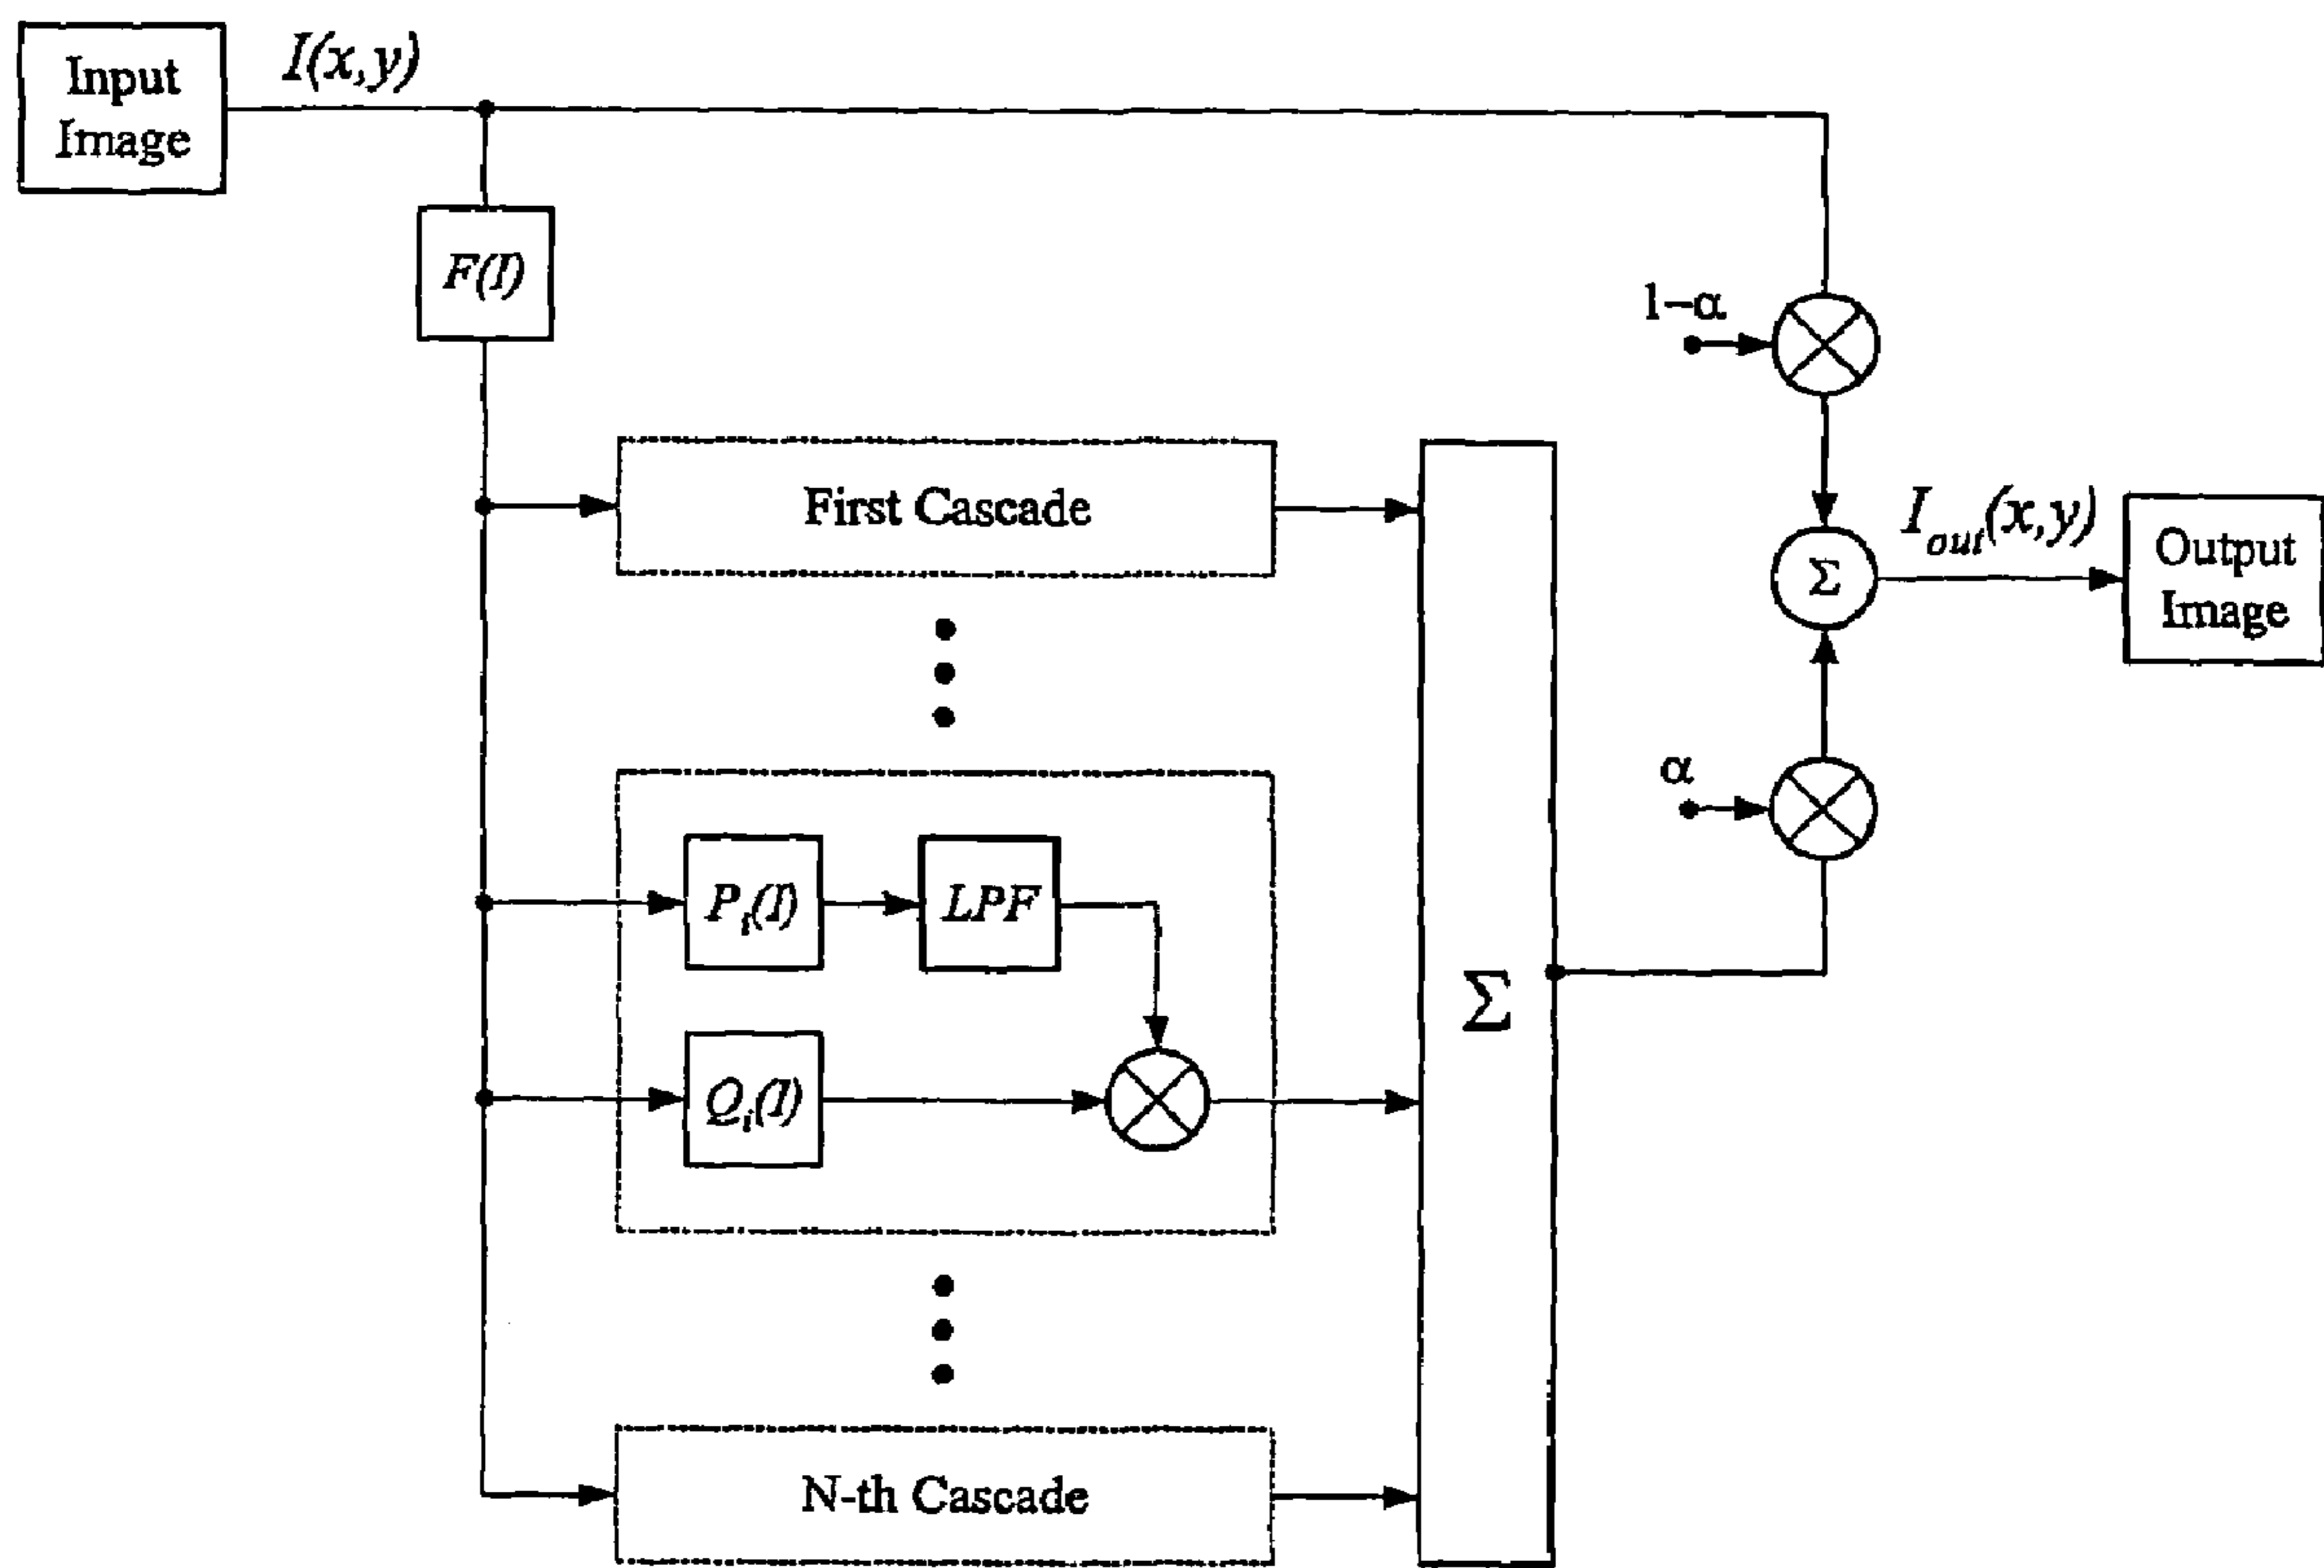 Input
Image
I(x,y)
F(I)
1–α
First Cascade
Σ
I_out(x,y)
Output
Image
α
P_i(I)
LPF
Σ
Q_i(I)
N-th Cascade